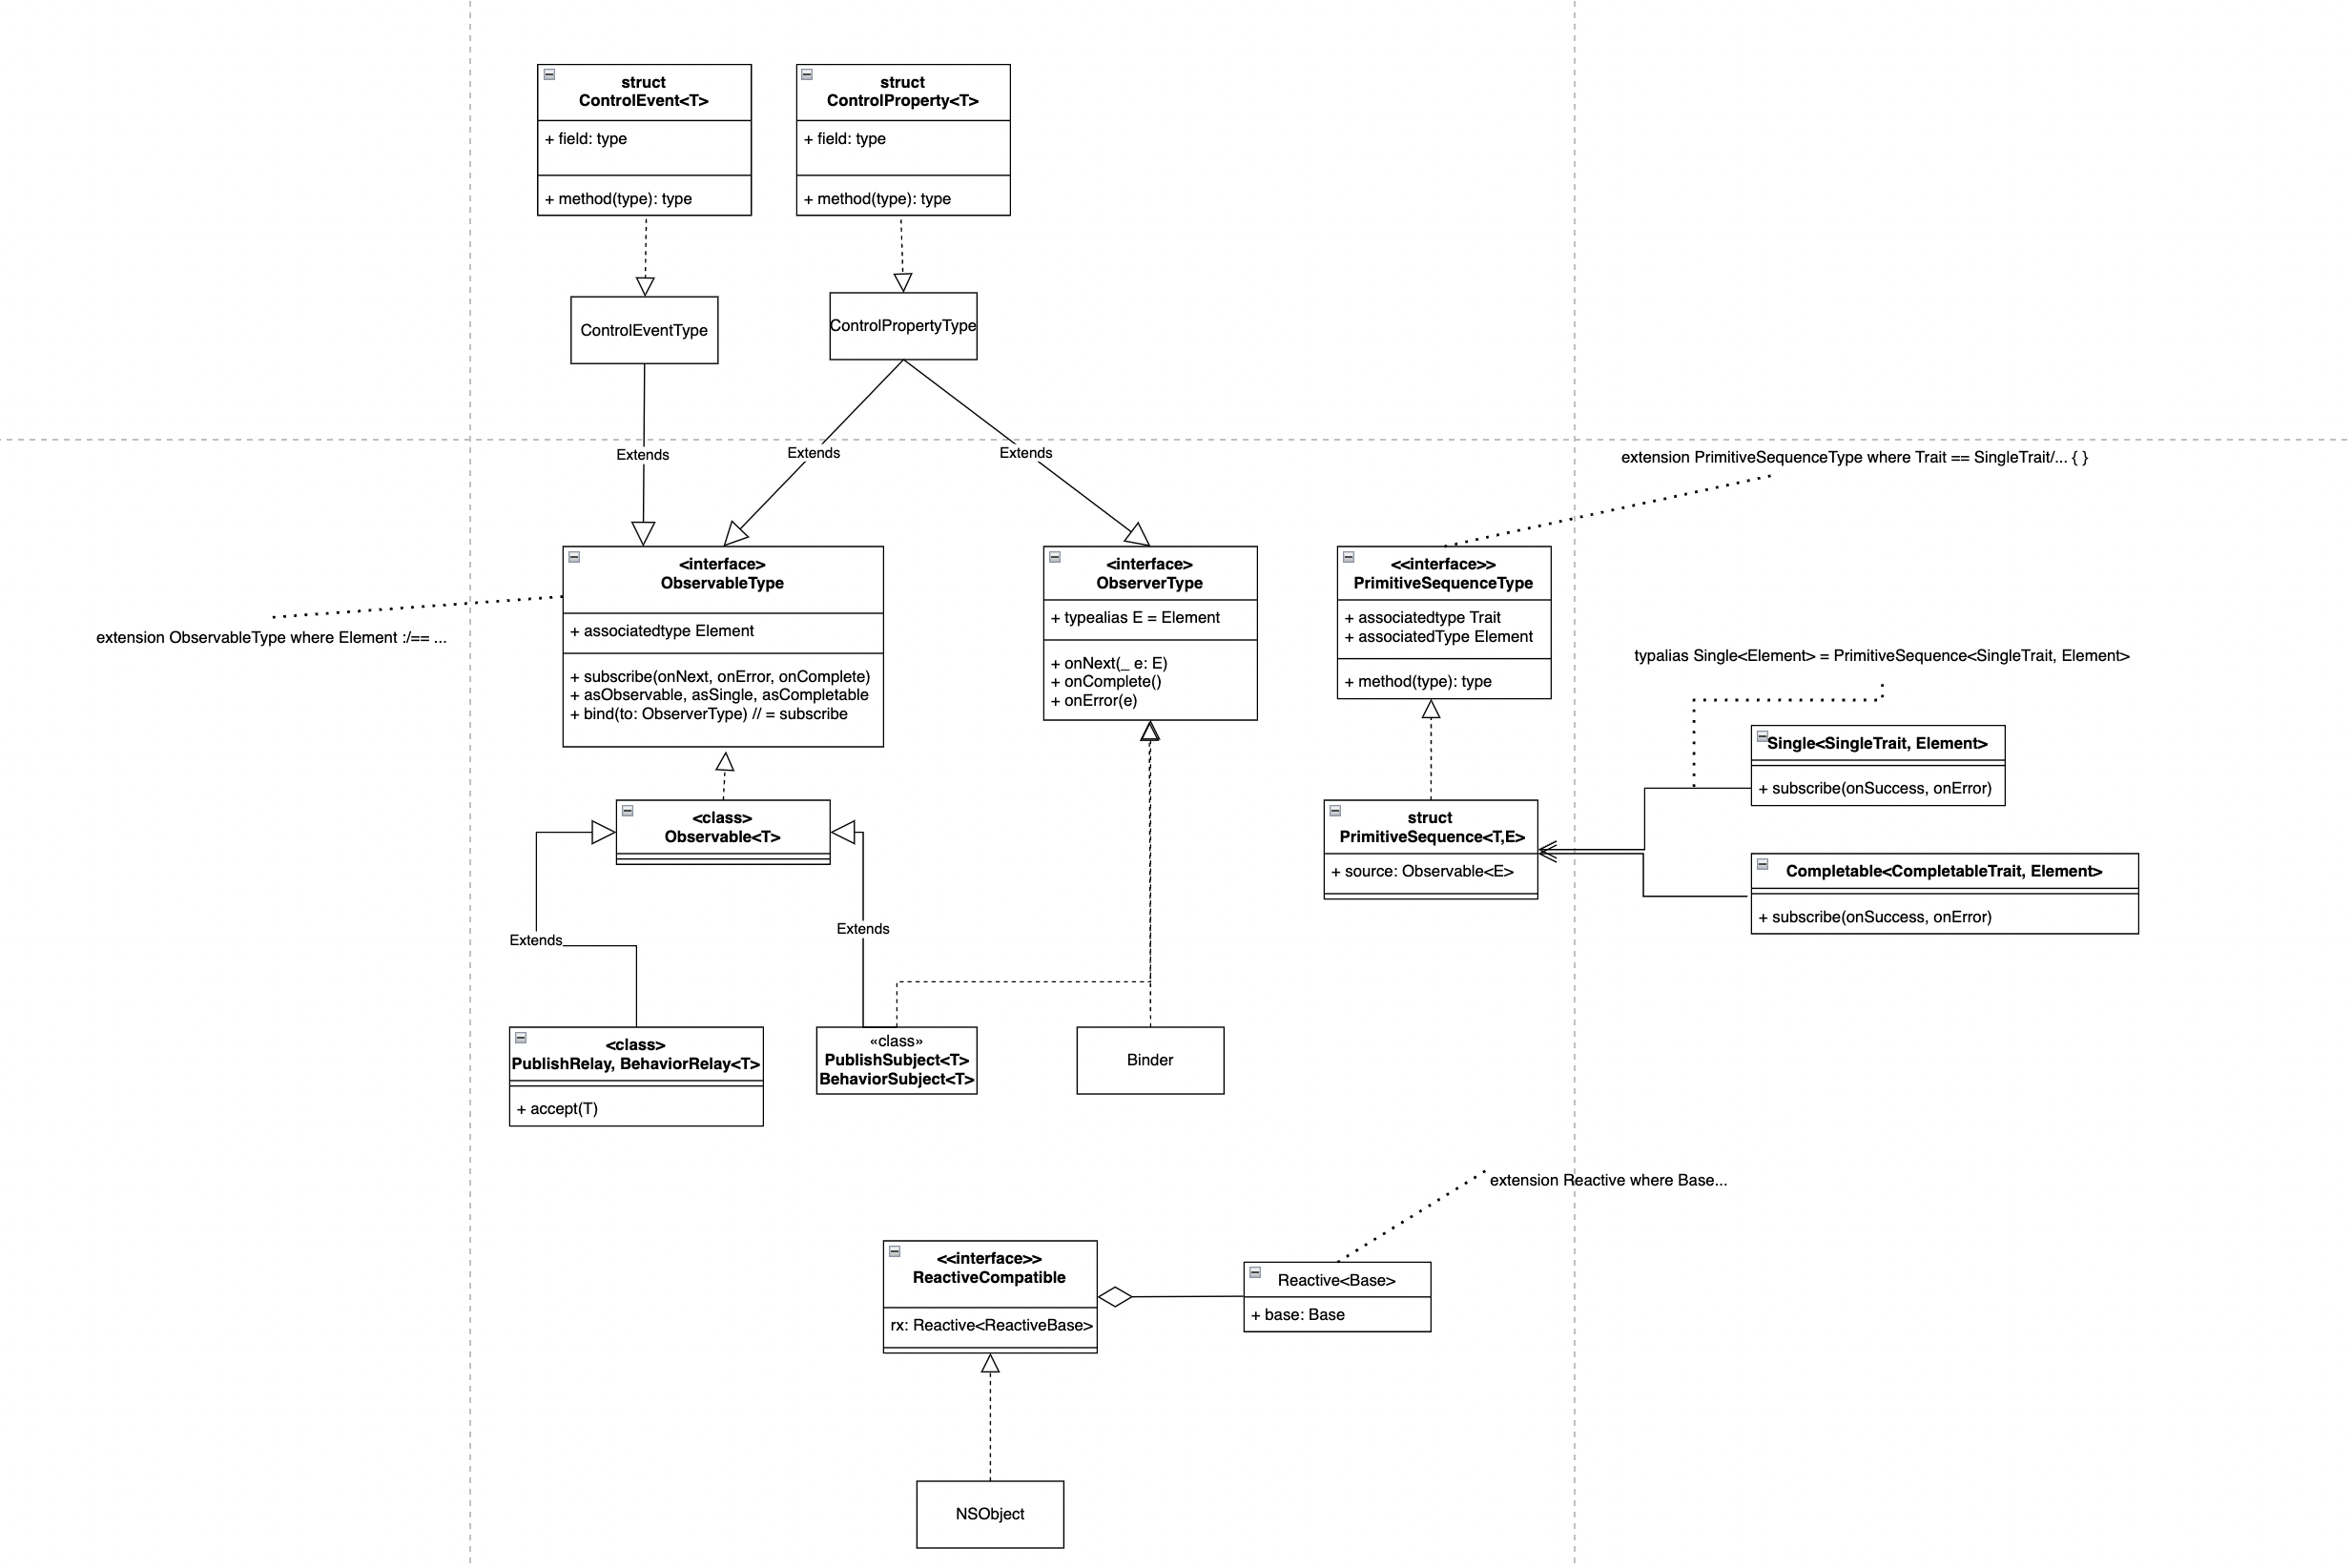 struct
ControlEvent<T>
+ field: type
+ method(type): type
struct
ControlProperty<T>
+ field: type
+ method(type): type
ControlEventType
ControlPropertyType
Extends
Extends
Extends
extension PrimitiveSequenceType where Trait == SingleTrait/... { }
<interface>
ObservableType
+ associatedtype Element
+ subscribe(onNext, onError, onComplete)
+ asObservable, asSingle, asCompletable
+ bind(to: ObserverType) // = subscribe
<interface>
ObserverType
+ typealias E = Element
+ onNext(_ e: E)
+ onComplete()
+ onError(e)
<<interface>>
PrimitiveSequenceType
+ associatedtype Trait
+ associatedType Element
+ method(type): type
extension ObservableType where Element :/== ...
typalias Single<Element> = PrimitiveSequence<SingleTrait, Element>
Single<SingleTrait, Element>
+ subscribe(onSuccess, onError)
<class>
Observable<T>
struct
PrimitiveSequence<T,E>
+ source: Observable<E>
Completable<CompletableTrait, Element>
+ subscribe(onSuccess, onError)
Extends
Extends
<class>
PublishRelay, BehaviorRelay<T>
+ accept(T)
«class»
PublishSubject<T>
BehaviorSubject<T>
Binder
extension Reactive where Base...
<<interface>>
ReactiveCompatible
rx: Reactive<ReactiveBase>
Reactive<Base>
+ base: Base
NSObject